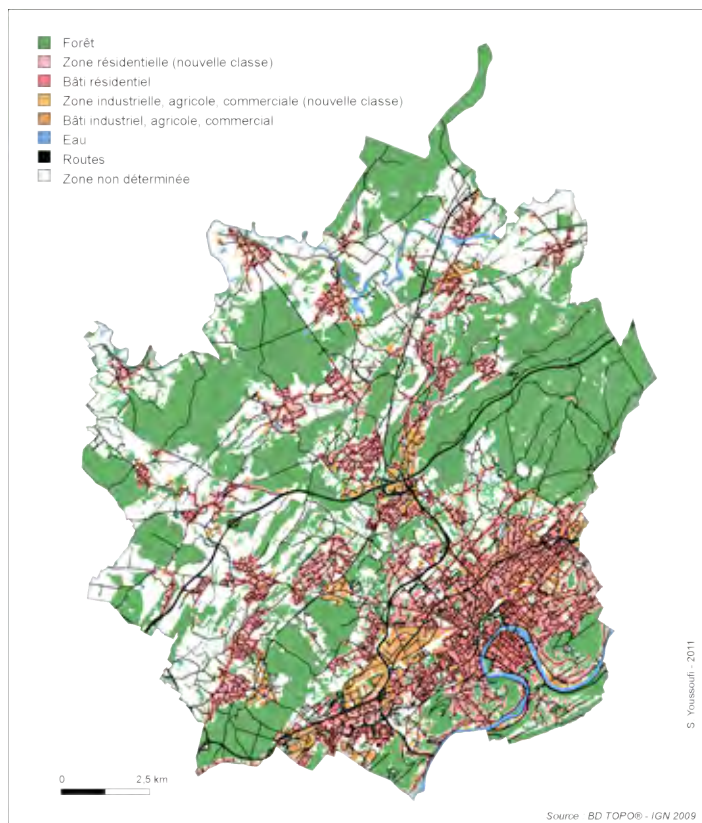 Forêt
Zone résidentielle (nouvelle classe)
Bâti résidentiel
Zone industrielle, agricole, commerciale (nouvelle classe)
Bâti industriel, agricole, commercial
Eau
Routes
Zone non déterminée
S. Youssoufi - 2011
0 2,5 km
Source BD TOPO® - IGN 2009